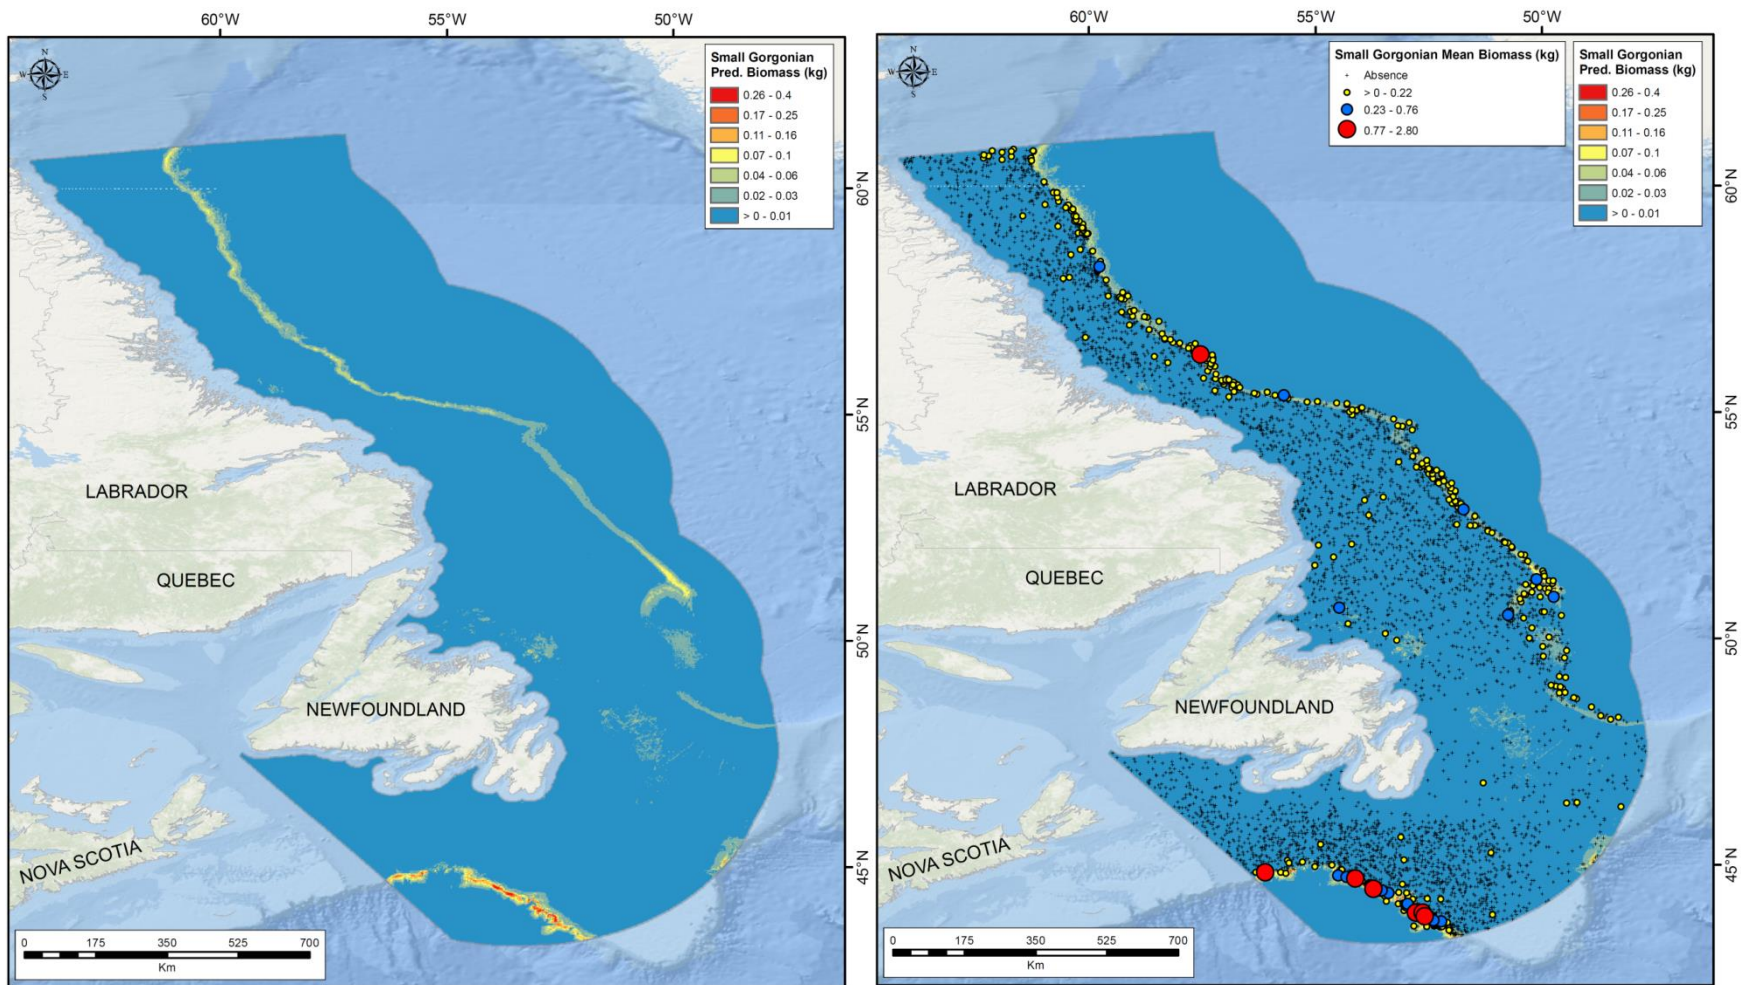 60°W 55°W 50°W
N
W E
S
Small Gorgonian
Pred. Biomass (kg)
0.26 - 0.4
0.17 - 0.25
0.11 - 0.16
0.07 - 0.1
0.04 - 0.06
0.02 - 0.03
> 0 - 0.01
60°N
55°N
50°N
45°N
LABRADOR
QUEBEC
NEWFOUNDLAND
NOVA SCOTIA
0 175 350 525 700
Km
60°W 55°W 50°W
N
W E
S
Small Gorgonian Mean Biomass (kg)
Absence
> 0 - 0.22
0.23 - 0.76
0.77 - 2.80
Small Gorgonian
Pred. Biomass (kg)
0.26 - 0.4
0.17 - 0.25
0.11 - 0.16
0.07 - 0.1
0.04 - 0.06
0.02 - 0.03
> 0 - 0.01
60°N
55°N
50°N
45°N
LABRADOR
QUEBEC
NEWFOUNDLAND
NOVA SCOTIA
0 175 350 525 700
Km